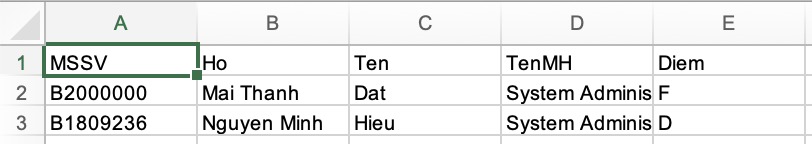 A B C D E
1 MSSV Ho Ten TenMH Diem
2 B2000000 Mai Thanh Dat System Adminis F
3 B1809236 Nguyen Minh Hieu System Adminis D